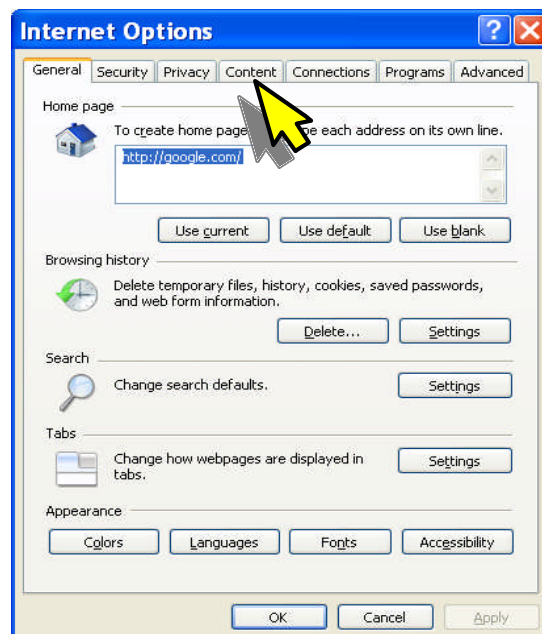 Internet Options
General Security Privacy Content Connections Programs Advanced
Home page
To create home page be each address on its own line.
http://google.com/
Use current Use default Use blank
Browsing history
Delete temporary files, history, cookies, saved passwords,
and web form information.
Delete... Settings
Search
Change search defaults.
Settings
Tabs
Change how webpages are displayed in
tabs.
Settings
Appearance
Colors Languages Fonts Accessibility
OK Cancel Apply